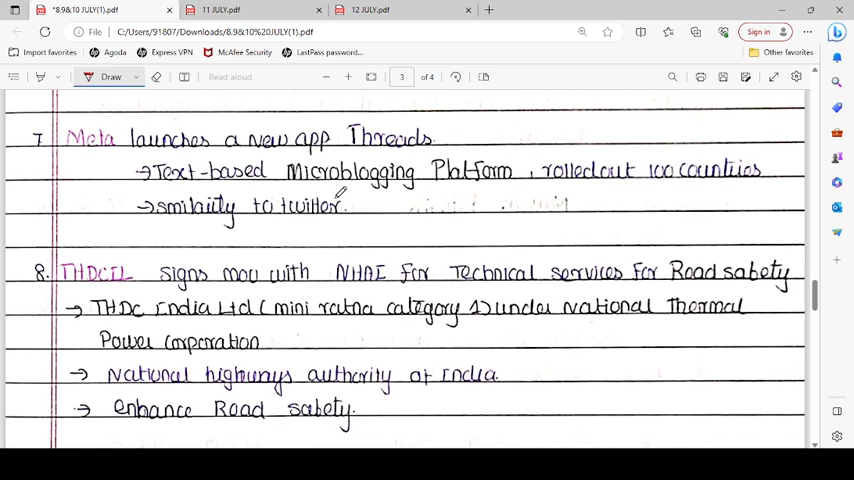 *8,9&10 JULY(1).pdf
11 JULY.pdf
12 JULY.pdf
File
C:/Users/91807/Downloads/8,9&10%20JULY(1).pdf
Sign in
Import favorites
Agoda
Express VPN
McAfee Security
LastPass password...
Other favorites
Draw
Read aloud
3 of 4
7 Meta launches a new app Threads.
→Text-based Microblogging Platform, rolledout 100 countries
→smilaity to twitter.
8. THDCIL signs mou with NHAI for Technical services for Road sabety
→ THDC India Ltd (mini ratna category 1) under National Thermal
Power corporation
→ National highways authority of India.
→ enhance Road sabety.